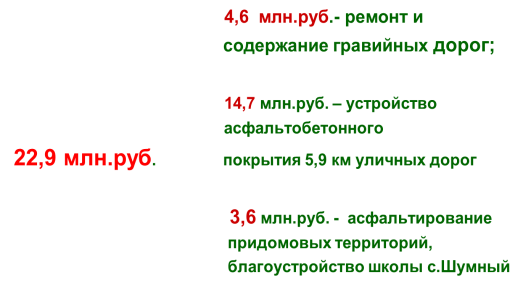 4,6 млн.руб.- ремонт и
содержание гравийных дорог;
14,7 млн.руб. – устройство
асфальтобетонного
22,9 млн.руб. покрытия 5,9 км уличных дорог
3,6 млн.руб. - асфальтирование
придомовых территорий,
благоустройство школы с.Шумный